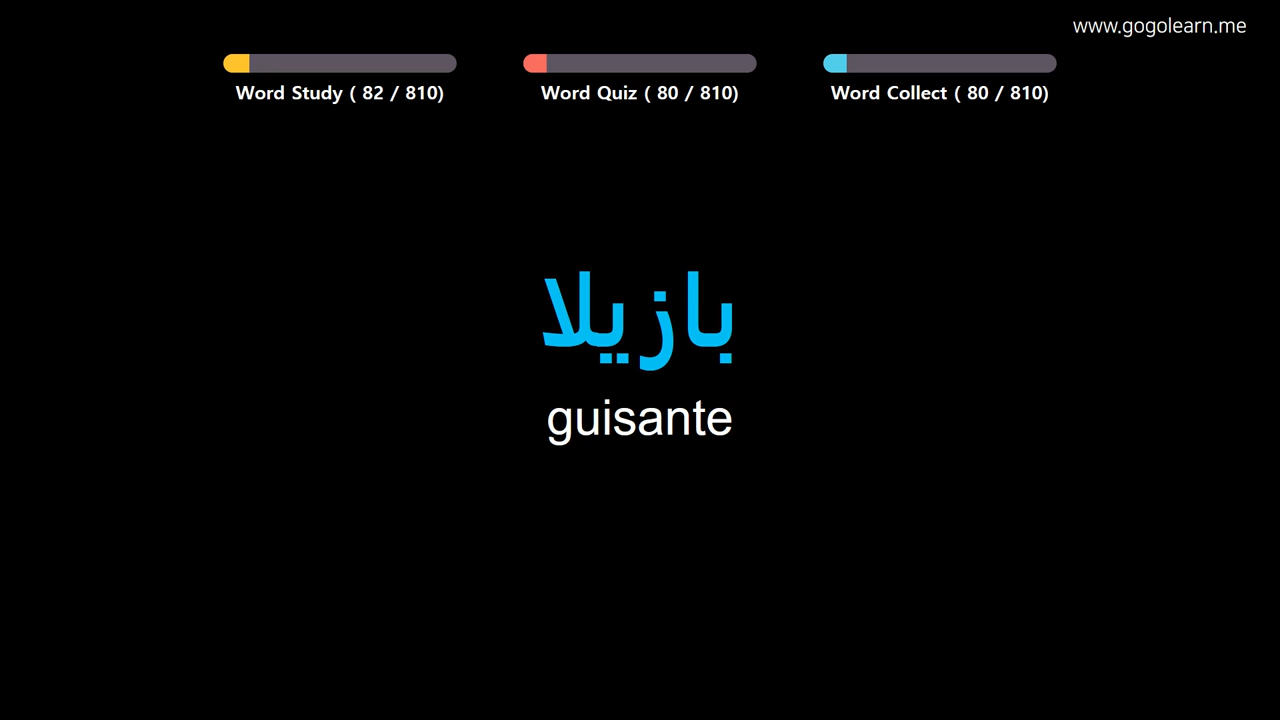 www.gogolearn.me
Word Study ( 82 / 810)
Word Quiz ( 80 / 810)
Word Collect ( 80 / 810)
بازيلا
guisante